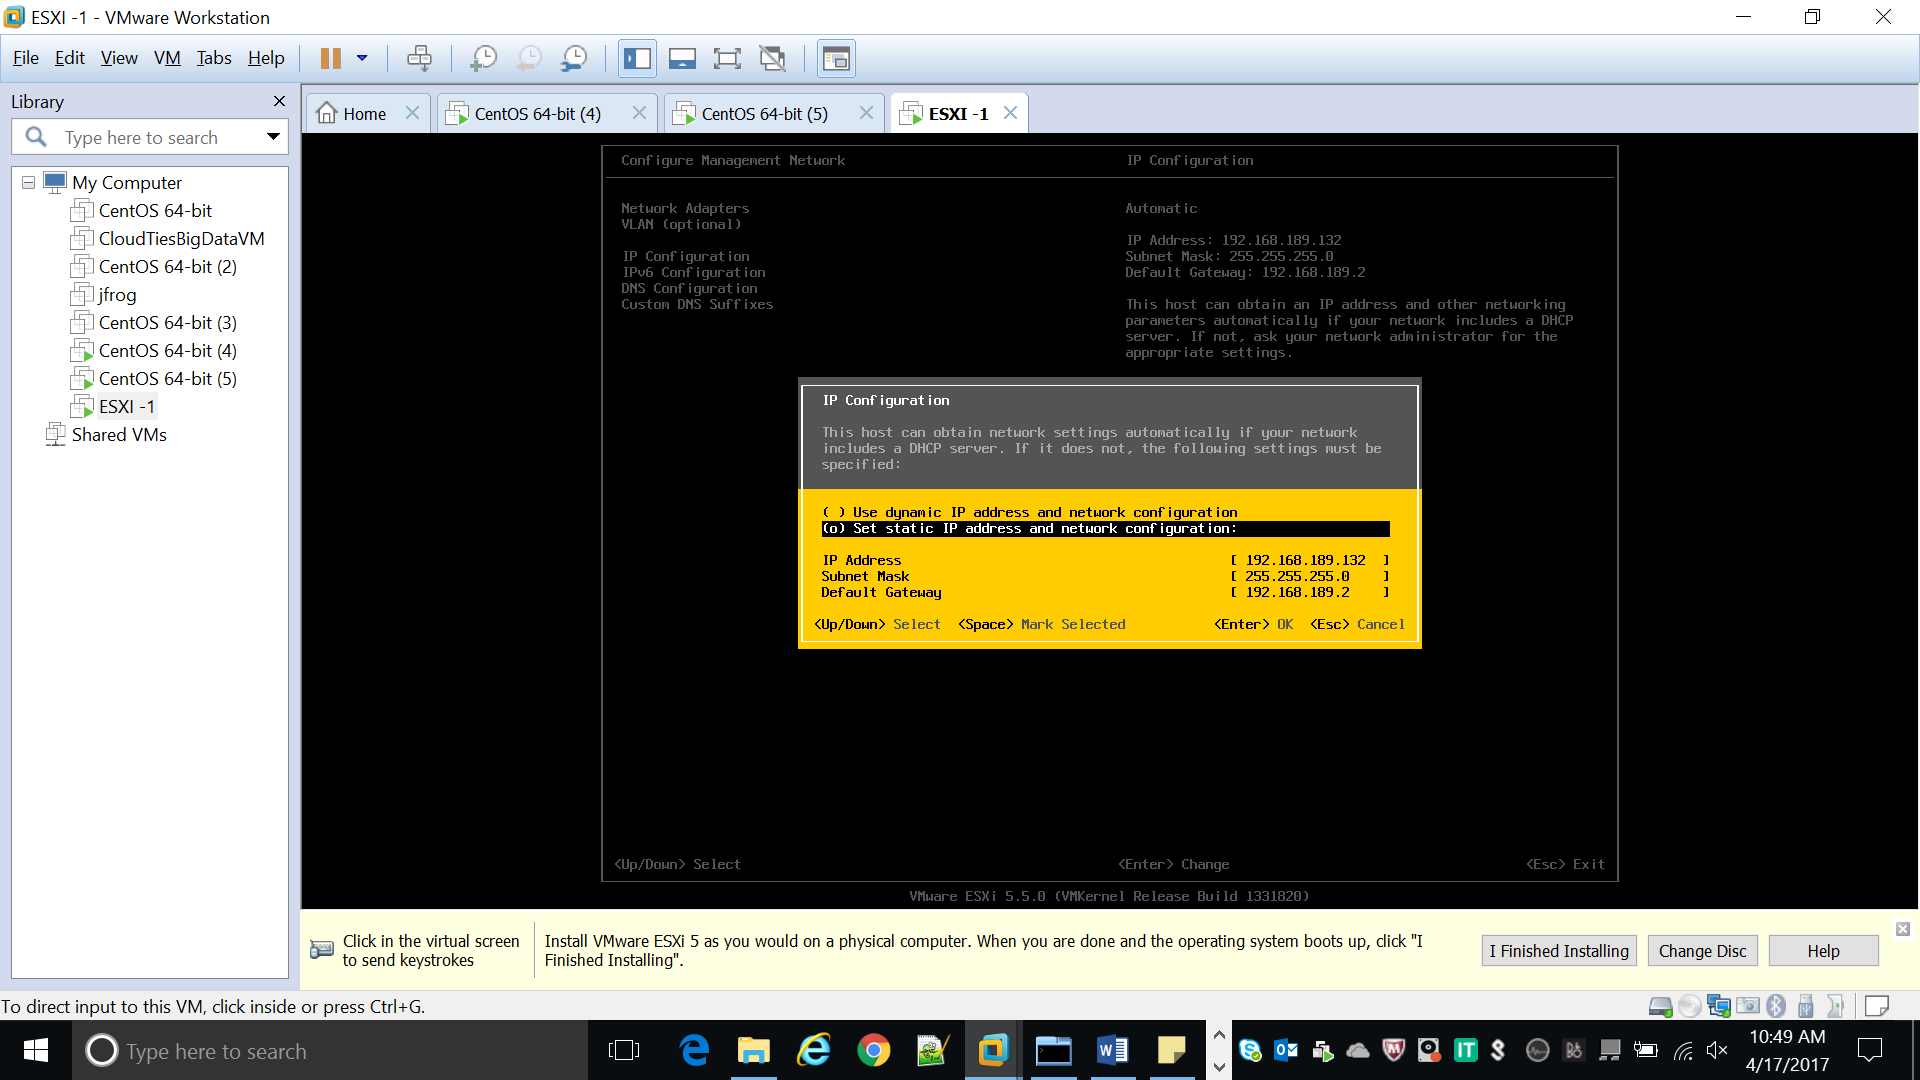 ESXI -1 - VMware Workstation
File Edit View VM Tabs Help
Library
Type here to search
My Computer
CentOS 64-bit
CloudTiesBigDataVM
CentOS 64-bit (2)
jfrog
CentOS 64-bit (3)
CentOS 64-bit (4)
CentOS 64-bit (5)
ESXI -1
Shared VMs
Home
CentOS 64-bit (4)
CentOS 64-bit (5)
ESXI -1
Configure Management Network
IP Configuration
Network Adapters
VLAN (optional)
IP Configuration
IPv6 Configuration
DNS Configuration
Custom DNS Suffixes
Automatic
IP Address: 192.168.189.132
Subnet Mask: 255.255.255.0
Default Gateway: 192.168.189.2
This host can obtain an IP address and other networking
parameters automatically if your network includes a DHCP
server. If not, ask your network administrator for the
appropriate settings.
IP Configuration
This host can obtain network settings automatically if your network
includes a DHCP server. If it does not, the following settings must be
specified:
( ) Use dynamic IP address and network configuration
(o) Set static IP address and network configuration:
IP Address [ 192.168.189.132 ]
Subnet Mask [ 255.255.255.0 ]
Default Gateway [ 192.168.189.2 ]
<Up/Down> Select <Space> Mark Selected <Enter> OK <Esc> Cancel
<Up/Down> Select <Enter> Change <Esc> Exit
VMware ESXi 5.5.0 (VMKernel Release Build 1331820)
Click in the virtual screen
to send keystrokes
Install VMware ESXi 5 as you would on a physical computer. When you are done and the operating system boots up, click "I
Finished Installing".
I Finished Installing
Change Disc
Help
To direct input to this VM, click inside or press Ctrl+G.
Type here to search
10:49 AM
4/17/2017